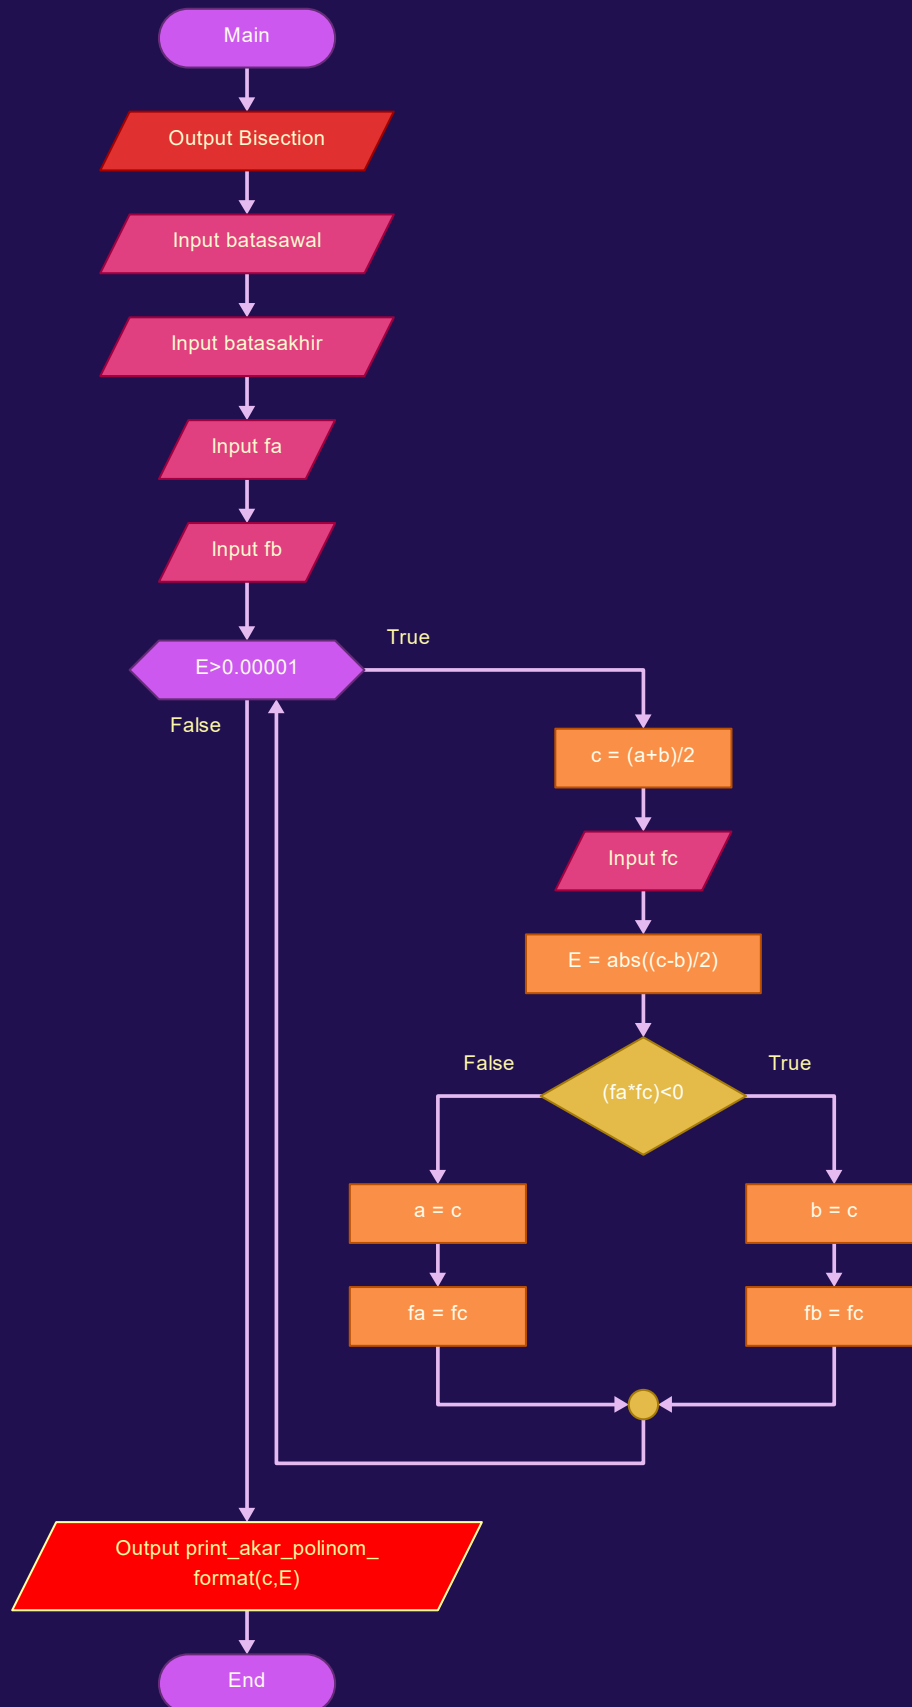 Main
Output Bisection
Input batasawal
Input batasakhir
Input fa
Input fb
E>0.00001
True
False
c = (a+b)/2
Input fc
E = abs((c-b)/2)
(fa*fc)<0
False
True
a = c
b = c
fa = fc
fb = fc
Output print_akar_polinom_
format(c,E)
End